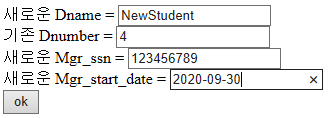 새로운 Dname = NewStudent
기존 Dnumber = 4
새로운 Mgr_ssn = 123456789
새로운 Mgr_start_date = 2020-09-30 ×
ok